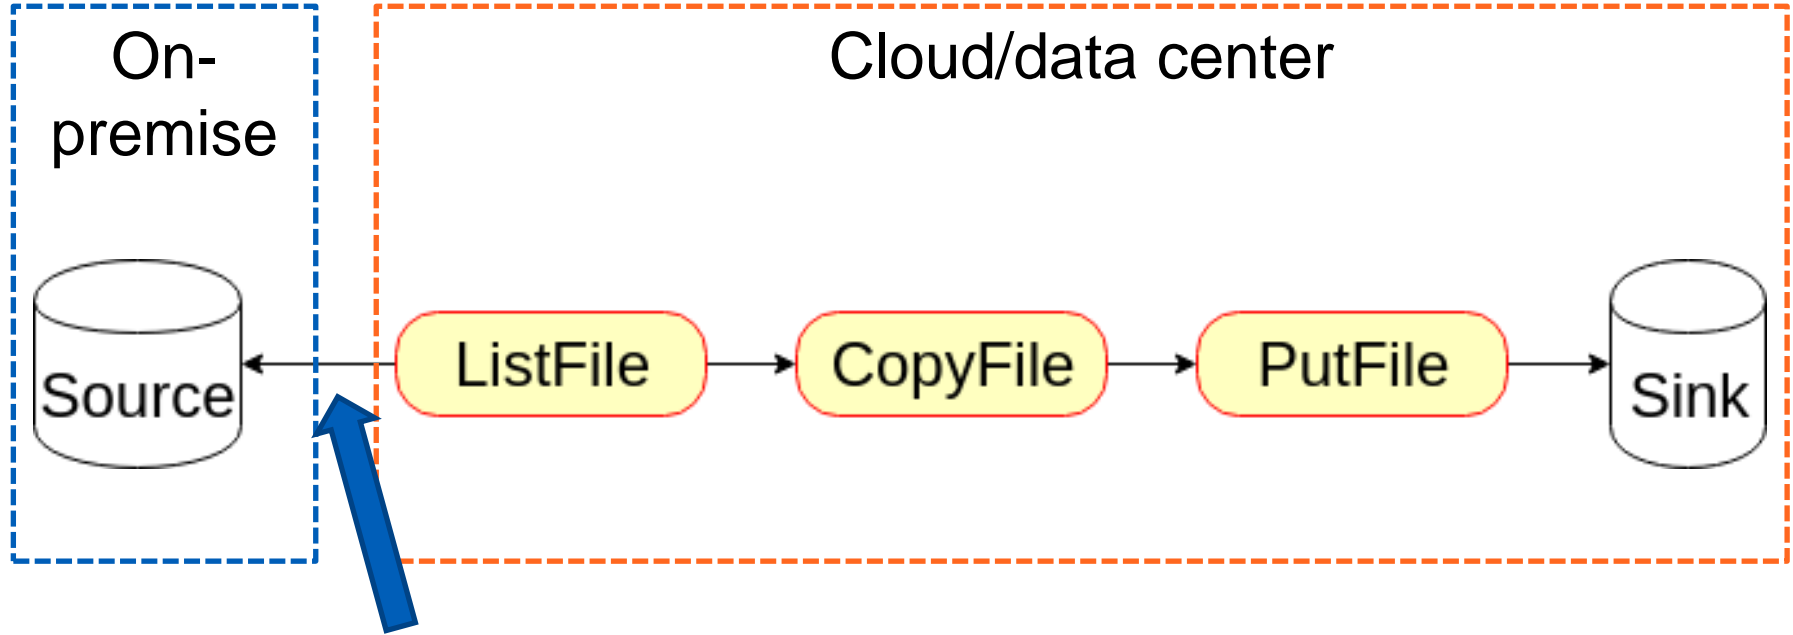 On-
premise
Cloud/data center
Source
ListFile
CopyFile
PutFile
Sink